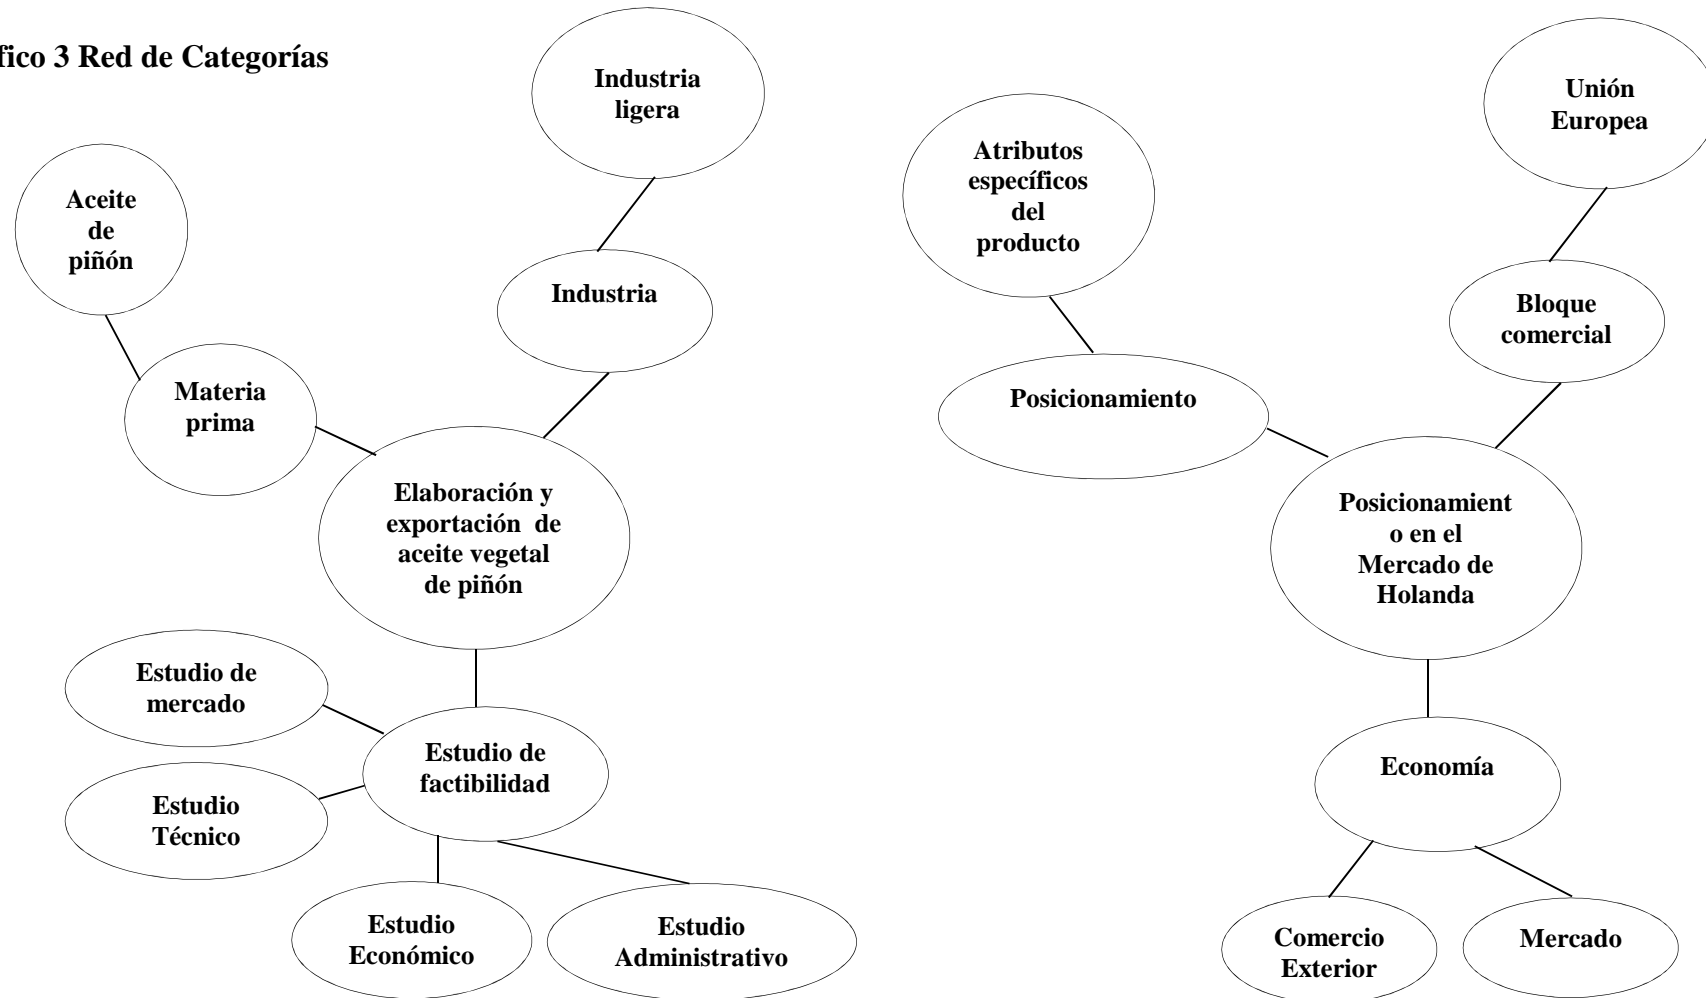 fico 3 Red de Categorías
Industria
ligera
Unión
Europea
Atributos
específicos
del
producto
Aceite
de
piñón
Industria
Bloque
comercial
Materia
prima
Posicionamiento
Elaboración y
exportación  de
aceite vegetal
de piñón
Posicionamient
o en el
Mercado de
Holanda
Estudio de
mercado
Estudio de
factibilidad
Economía
Estudio
Técnico
Estudio
Económico
Estudio
Administrativo
Comercio
Exterior
Mercado